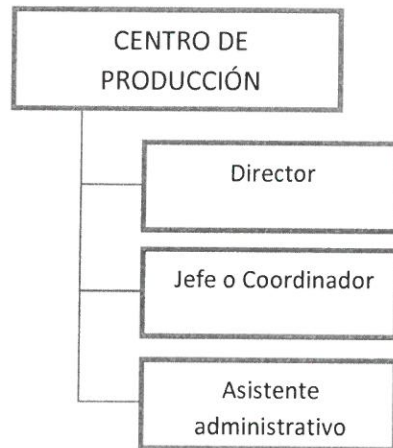 CENTRO DE
PRODUCCIÓN
Director
Jefe o Coordinador
Asistente
administrativo